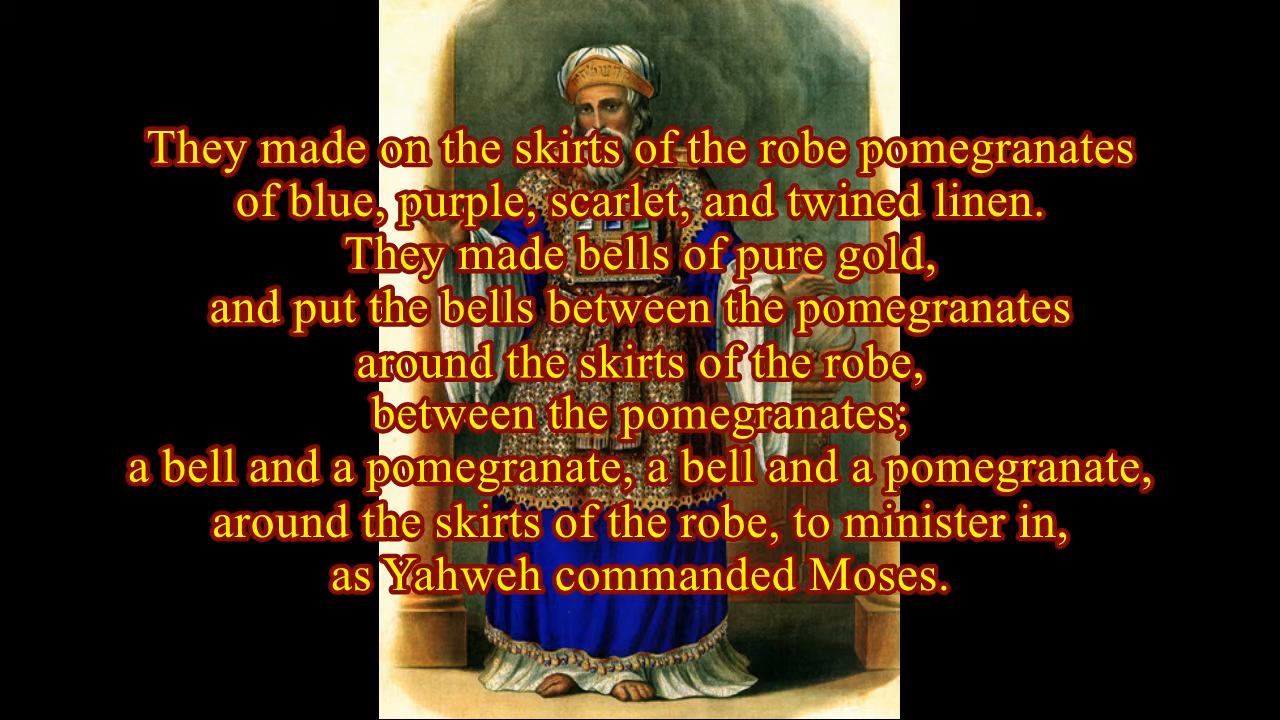 They made on the skirts of the robe pomegranates
of blue, purple, scarlet, and twined linen.
They made bells of pure gold,
and put the bells between the pomegranates
around the skirts of the robe,
between the pomegranates;
a bell and a pomegranate, a bell and a pomegranate,
around the skirts of the robe, to minister in,
as Yahweh commanded Moses.